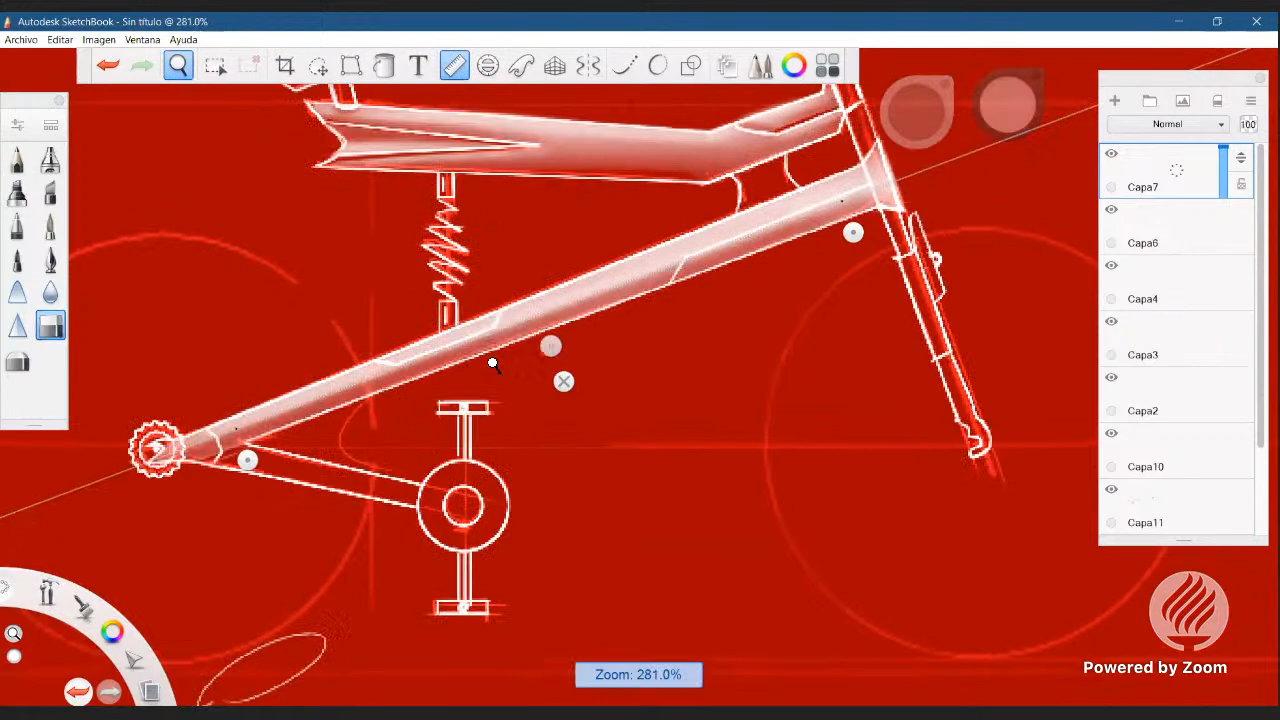 Autodesk SketchBook - Sin título @ 281.0%
Archivo Editar Imagen Ventana Ayuda
T
Normal 100
Capa7
Capa6
Capa4
Capa3
Capa2
Capa10
Capa11
Powered by Zoom
Zoom: 281.0%